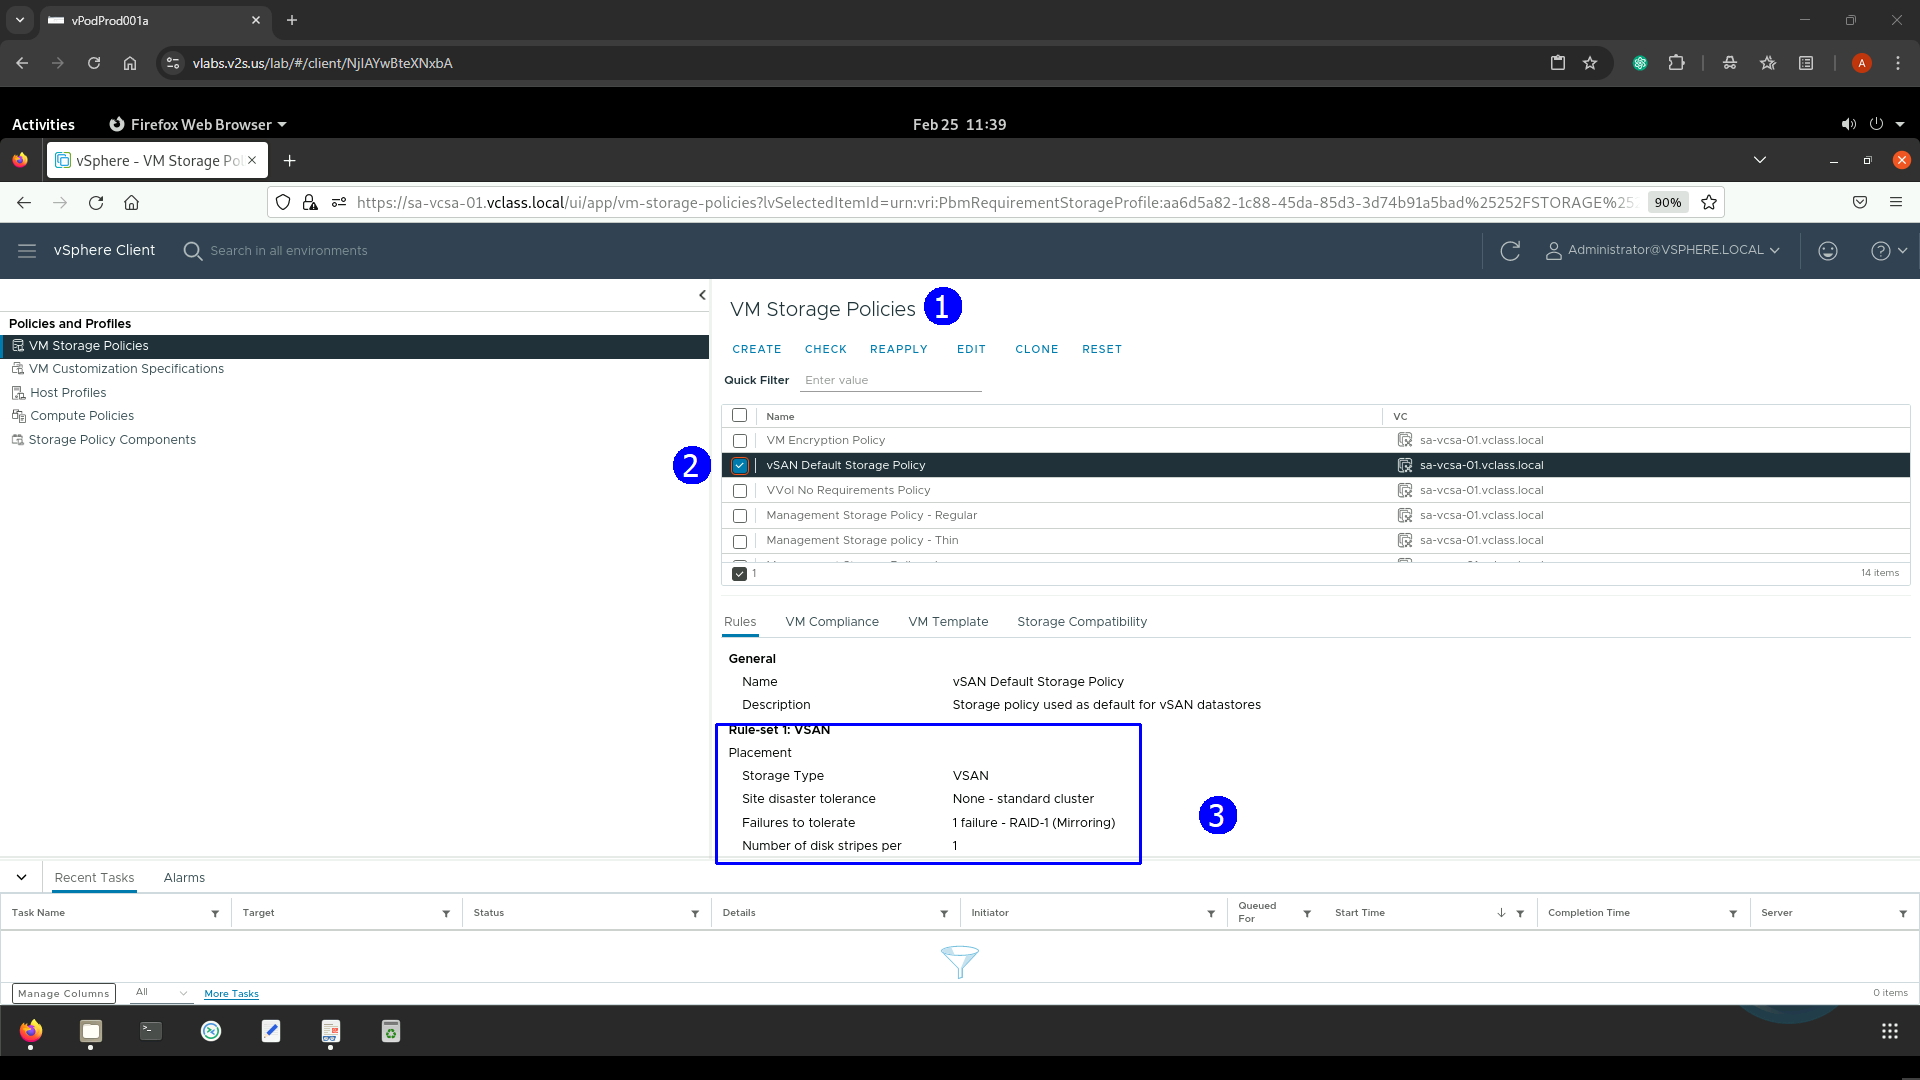 vPodProd001a
vlabs.v2s.us/lab/#/client/NjIAYwBteXNxbA
A
Activities
Firefox Web Browser
Feb 25 11:39
vSphere - VM Storage Pol
https://sa-vcsa-01.vclass.local/ui/app/vm-storage-policies?lvSelectedItemId=urn:vri:PbmRequirementStorageProfile:aa6d5a82-1c88-45da-85d3-3d74b91a5bad%25252FSTORAGE%252
90%
vSphere Client
Search in all environments
Administrator@VSPHERE.LOCAL
Policies and Profiles
VM Storage Policies
VM Customization Specifications
Host Profiles
Compute Policies
Storage Policy Components
VM Storage Policies
1
CREATE CHECK REAPPLY EDIT CLONE RESET
Quick Filter Enter value
Name VC
VM Encryption Policy sa-vcsa-01.vclass.local
2
vSAN Default Storage Policy sa-vcsa-01.vclass.local
VVol No Requirements Policy sa-vcsa-01.vclass.local
Management Storage Policy - Regular sa-vcsa-01.vclass.local
Management Storage policy - Thin sa-vcsa-01.vclass.local
1 14 items
Rules VM Compliance VM Template Storage Compatibility
General
Name vSAN Default Storage Policy
Description Storage policy used as default for vSAN datastores
Rule-set 1: VSAN
Placement
Storage Type VSAN
Site disaster tolerance None - standard cluster
Failures to tolerate 1 failure - RAID-1 (Mirroring)
3
Number of disk stripes per 1
Recent Tasks Alarms
Task Name Target Status Details Initiator Queued For Start Time Completion Time Server
Manage Columns All More Tasks 0 items